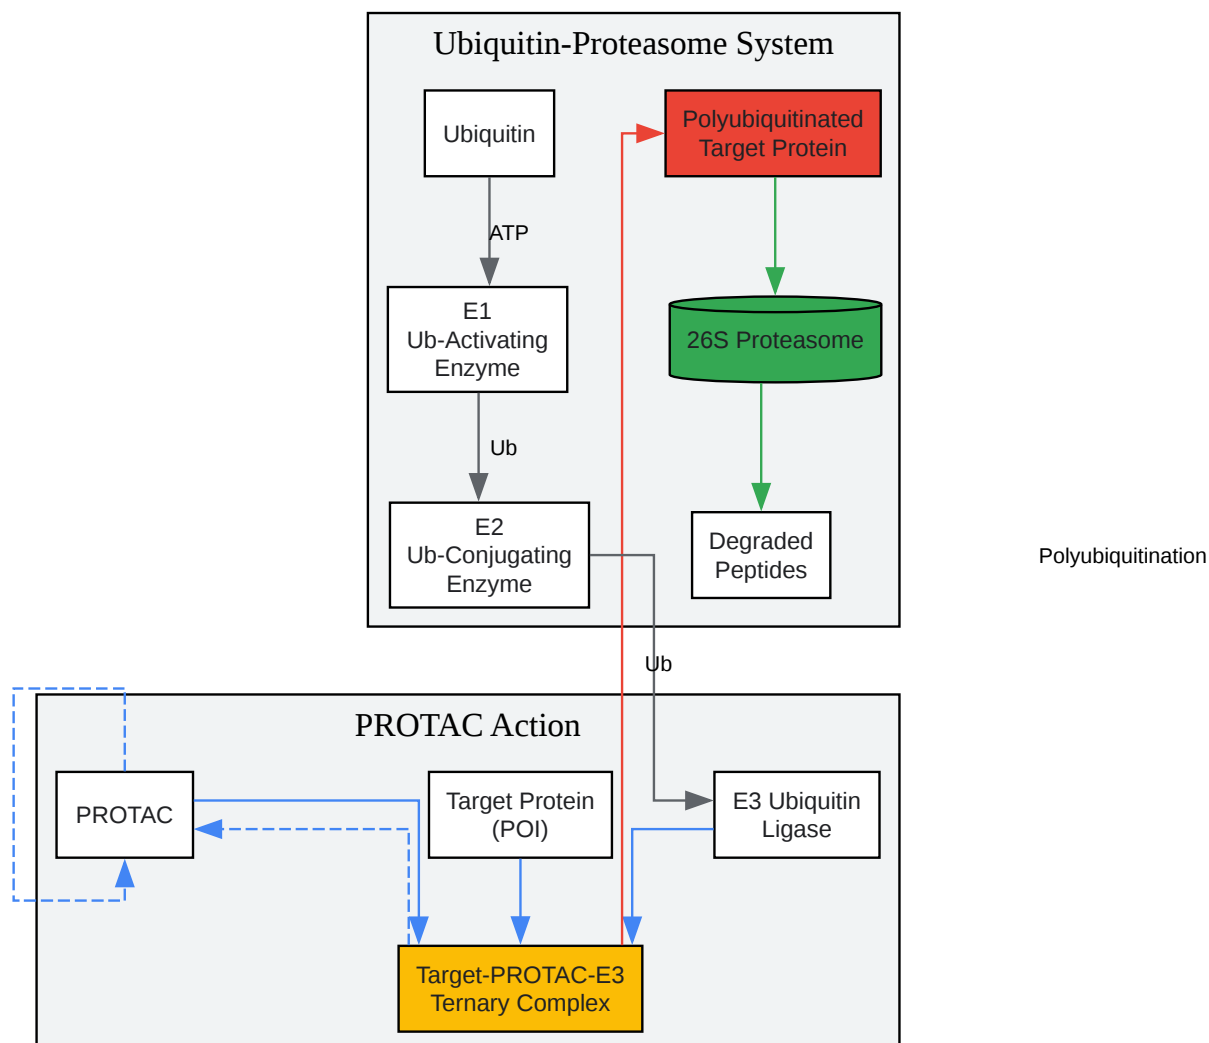 Ubiquitin-Proteasome System
Ubiquitin
Polyubiquitinated
Target Protein
ATP
E1
Ub-Activating
Enzyme
26S Proteasome
Ub
E2
Ub-Conjugating
Enzyme
Degraded
Peptides
Polyubiquitination
Ub
PROTAC Action
PROTAC
Target Protein
(POI)
E3 Ubiquitin
Ligase
Target-PROTAC-E3
Ternary Complex